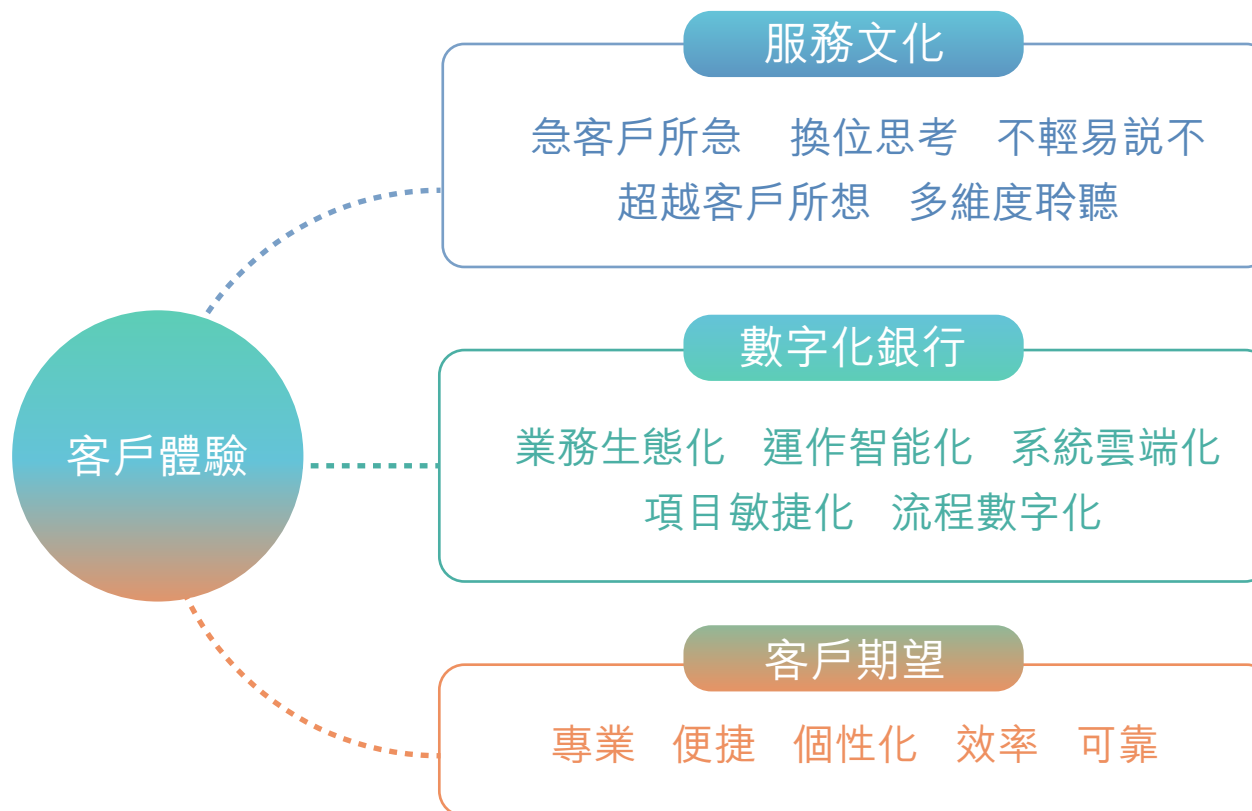 服務文化
急客戶所急 換位思考 不輕易説不
超越客戶所想 多維度聆聽
客戶體驗
數字化銀行
業務生態化 運作智能化 系統雲端化
項目敏捷化 流程數字化
客戶期望
專業 便捷 個性化 效率 可靠